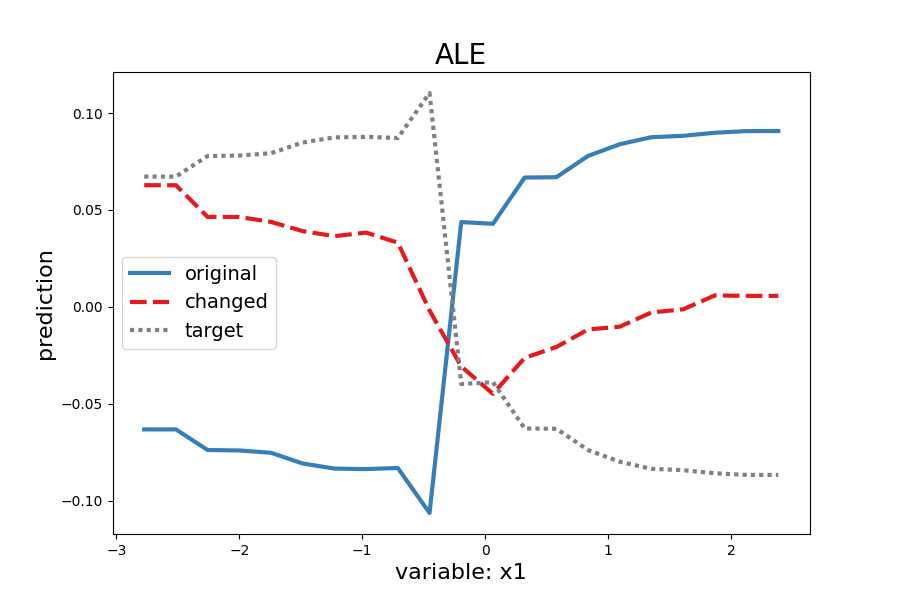 ALE
0.10
0.05
0.00
−0.05
−0.10
prediction
original
changed
target
−3
−2
−1
0
1
2
variable: x1